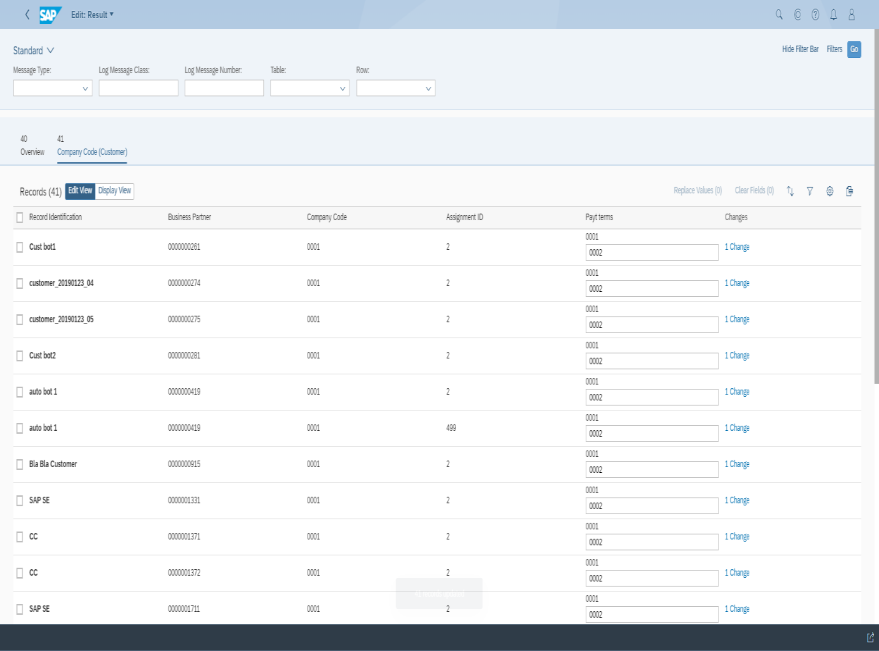 SAP Edit: Result
Standard
Hide Filter Bar Filters Go
Message Type: Log Message Class: Log Message Number: Table: Row:
40 41
Overview Company Code (Customer)
Records (41) Edit View Display View Replace Values (0) Clear Fields (0)
Record Identification Business Partner Company Code Assignment ID Payt terms Changes
0001
Cust bot1 0000000261 0001 2 0002 1 Change
0001
customer_20190123_04 0000000274 0001 2 0002 1 Change
0001
customer_20190123_05 0000000275 0001 2 0002 1 Change
0001
Cust bot2 0000000281 0001 2 0002 1 Change
0001
auto bot 1 0000000419 0001 2 0002 1 Change
0001
auto bot 1 0000000419 0001 499 0002 1 Change
0001
Bla Bla Customer 0000000915 0001 2 0002 1 Change
0001
SAP SE 0000001331 0001 2 0002 1 Change
0001
CC 0000001371 0001 2 0002 1 Change
0001
CC 0000001372 0001 2 0002 1 Change
0001
SAP SE 0000001711 0001 2 0002 1 Change